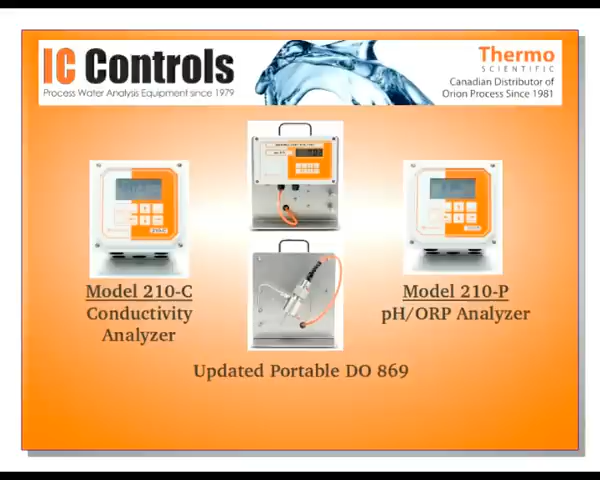 IC Controls
Process Water Analysis Equipment since 1979
Thermo
SCIENTIFIC
Canadian Distributor of
Orion Process Since 1981
210-C
Model 210-C
Conductivity
Analyzer
Model 210-P
pH/ORP Analyzer
Updated Portable DO 869